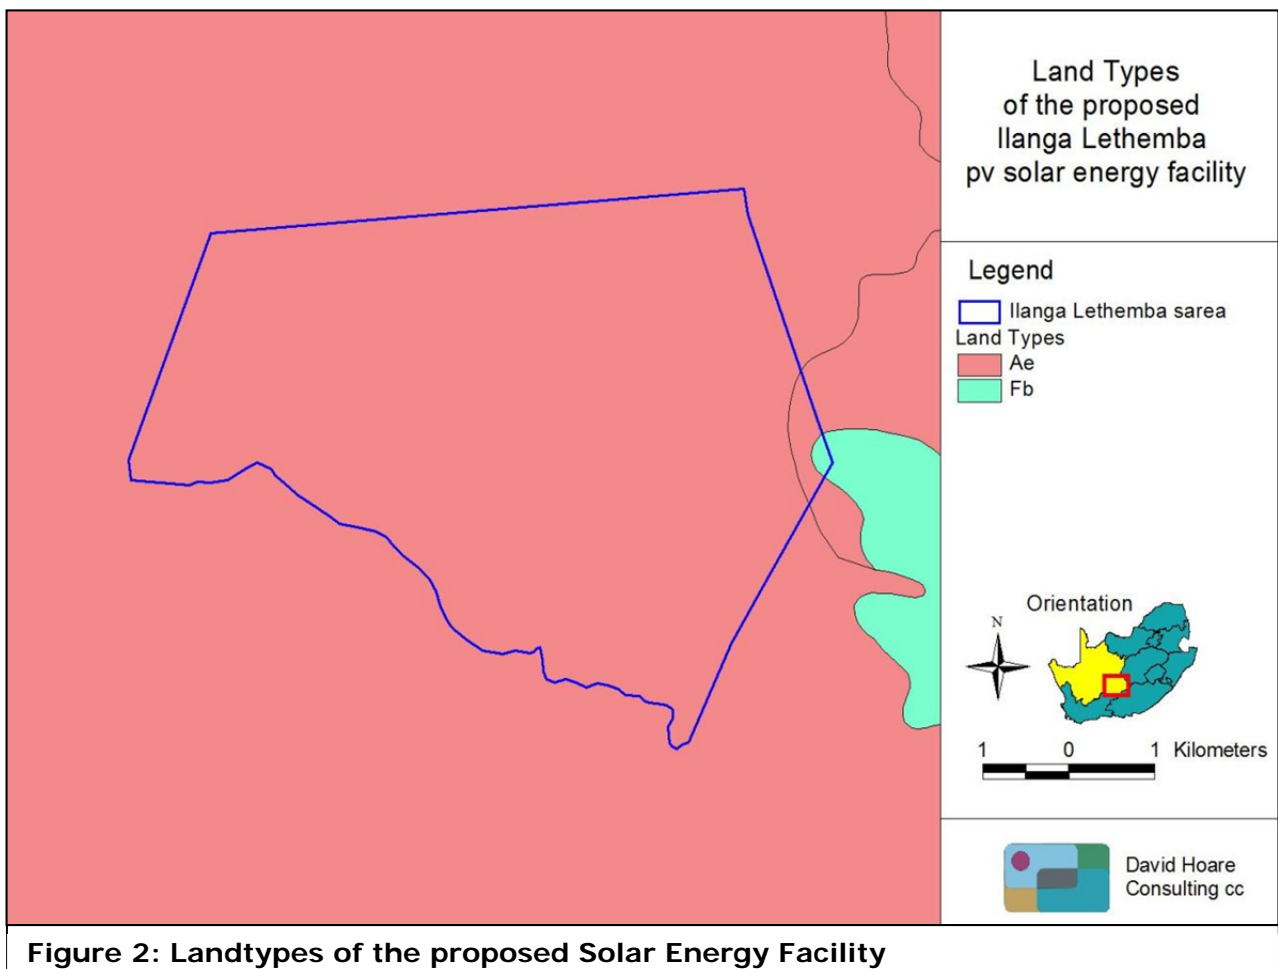 Land Types
of the proposed
Ilanga Lethemba
pv solar energy facility
Legend
Ilanga Lethemba sarea
Land Types
Ae
Fb
Orientation
N
1 0 1 Kilometers
David Hoare
Consulting cc
Figure 2: Landtypes of the proposed Solar Energy Facility